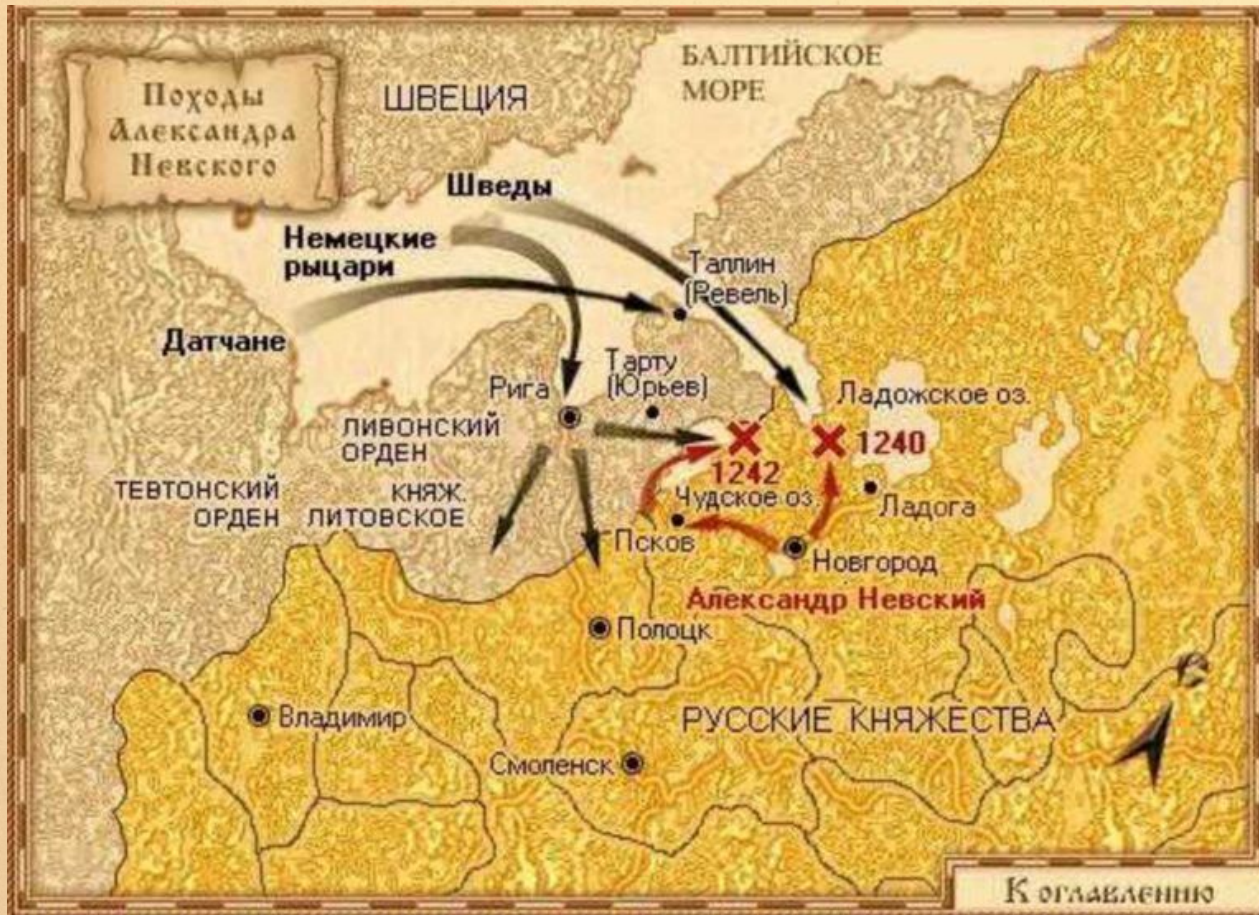 Походы
Александра
Невского
ШВЕЦИЯ
БАЛТИЙСКОЕ
МОРЕ
Шведы
Немецкие
рыцари
Датчане
Таллин
(Ревель)
Тарту
(Юрьев)
Рига
Ладожское оз.
ЛИВОНСКИЙ
ОРДЕН
1242
1240
ТЕВТОНСКИЙ
ОРДЕН
КНЯЖ.
ЛИТОВСКОЕ
Чудское оз.
Ладога
Псков
Новгород
Александр Невский
Полоцк
Владимир
РУССКИЕ КНЯЖЕСТВА
Смоленск
К оглавлению